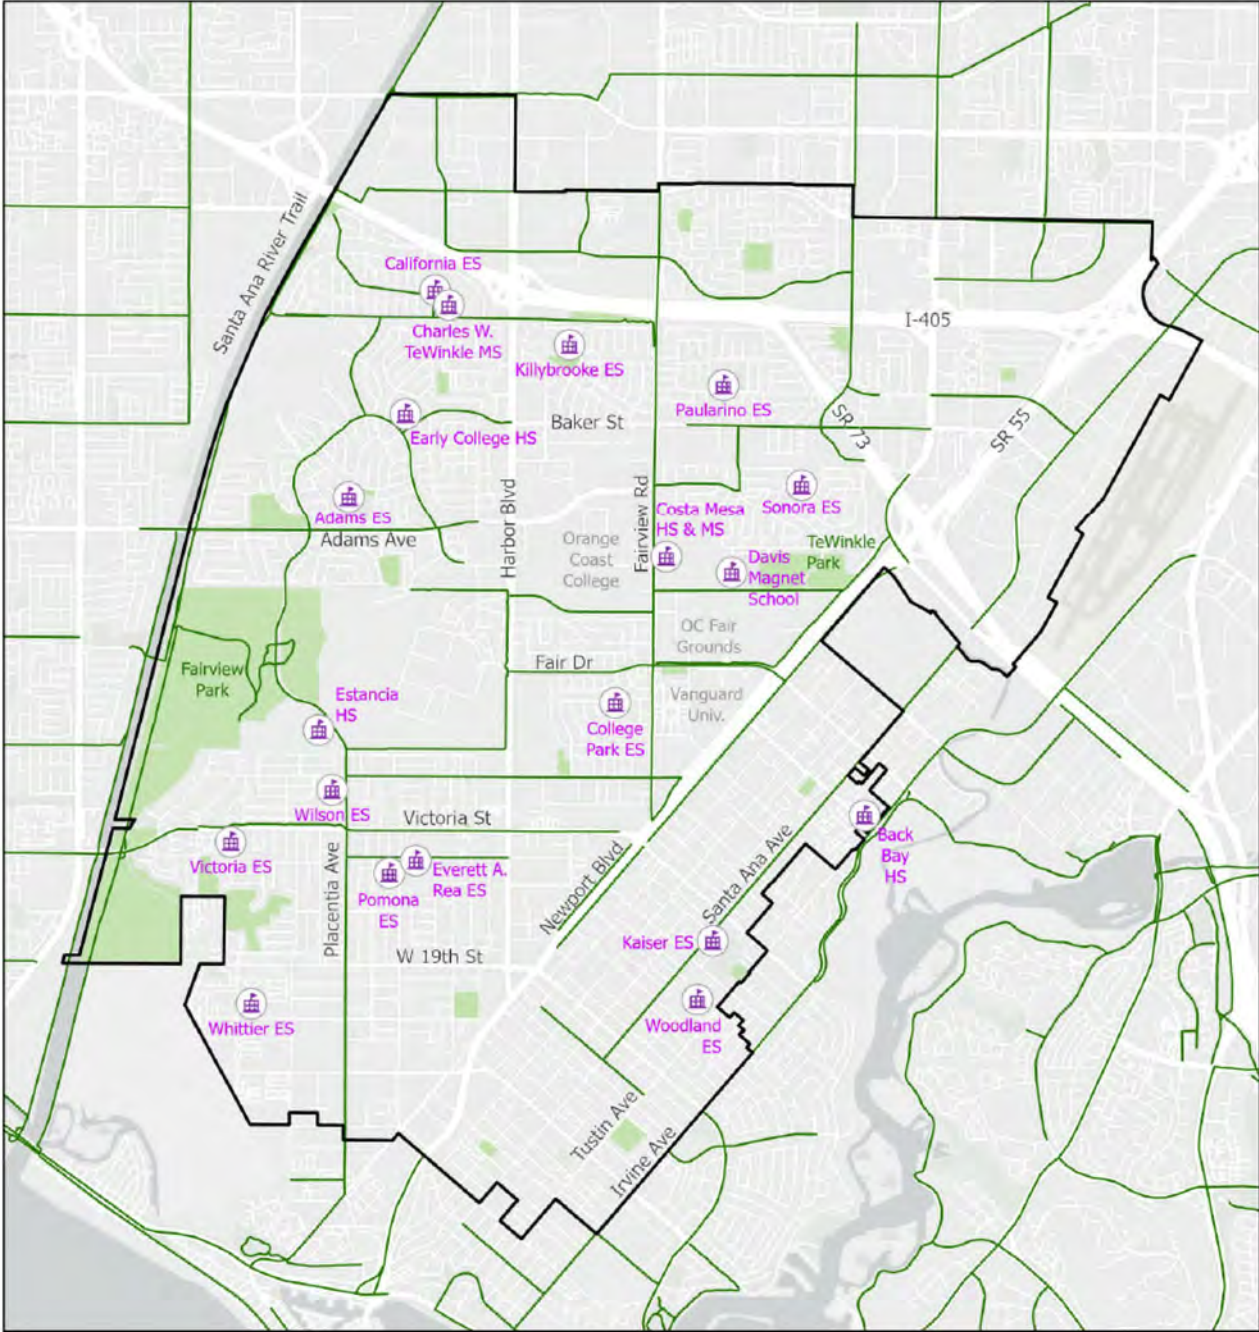 Santa Ana River Trail
California ES
I-405
Charles W.
TeWinkle MS
Killybrooke ES
Paularino ES
Baker St
SR 73
SR 55
Early College HS
Harbor Blvd
Fairview Rd
Adams ES
Adams Ave
Costa Mesa
HS & MS
Sonora ES
Orange
Coast
College
TeWinkle
Park
Davis
Magnet
School
OC Fair
Grounds
Fair Dr
Fairview
Park
Estancia
HS
Vanguard
Univ.
College
Park ES
Wilson ES
Victoria St
Victoria ES
Placentia Ave
Pomona
ES
Everett A.
Rea ES
Newport Blvd
Santa Ana Ave
Back
Bay
HS
Kaiser ES
W 19th St
Whittier ES
Woodland
ES
Tustin Ave
Irvine Ave